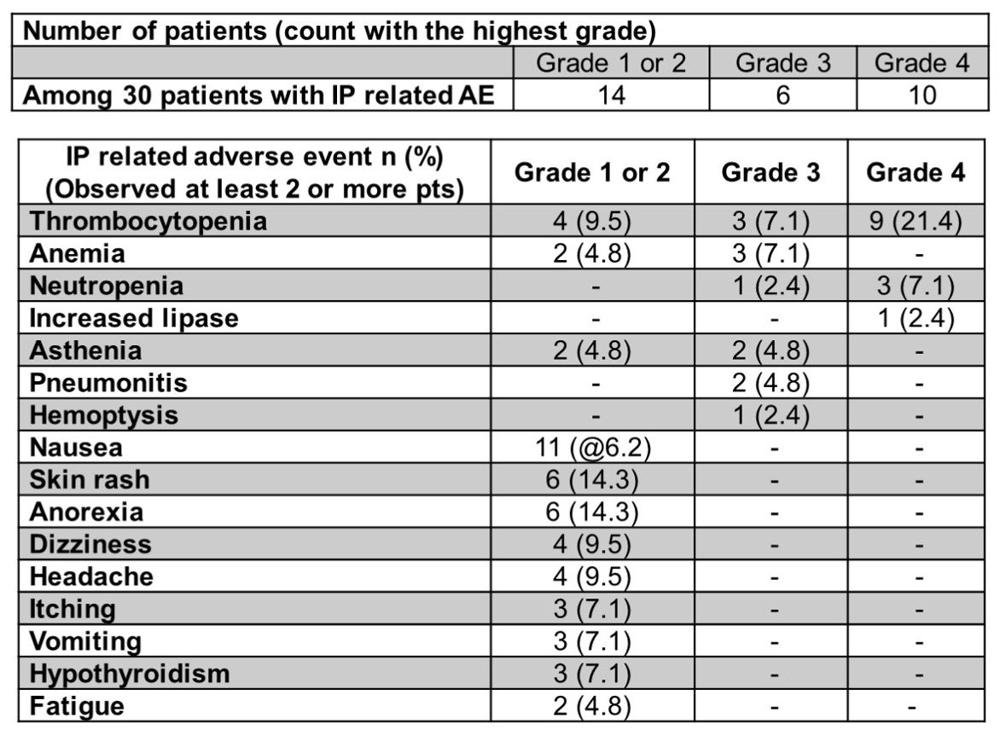 Number of patients (count with the highest grade)
Grade 1 or 2 Grade 3 Grade 4
Among 30 patients with IP related AE 14 6 10
IP related adverse event n (%)
(Observed at least 2 or more pts) Grade 1 or 2 Grade 3 Grade 4
Thrombocytopenia 4 (9.5) 3 (7.1) 9 (21.4)
Anemia 2 (4.8) 3 (7.1) -
Neutropenia - 1 (2.4) 3 (7.1)
Increased lipase - - 1 (2.4)
Asthenia 2 (4.8) 2 (4.8) -
Pneumonitis - 2 (4.8) -
Hemoptysis - 1 (2.4) -
Nausea 11 (@6.2) - -
Skin rash 6 (14.3) - -
Anorexia 6 (14.3) - -
Dizziness 4 (9.5) - -
Headache 4 (9.5) - -
Itching 3 (7.1) - -
Vomiting 3 (7.1) - -
Hypothyroidism 3 (7.1) - -
Fatigue 2 (4.8) - -